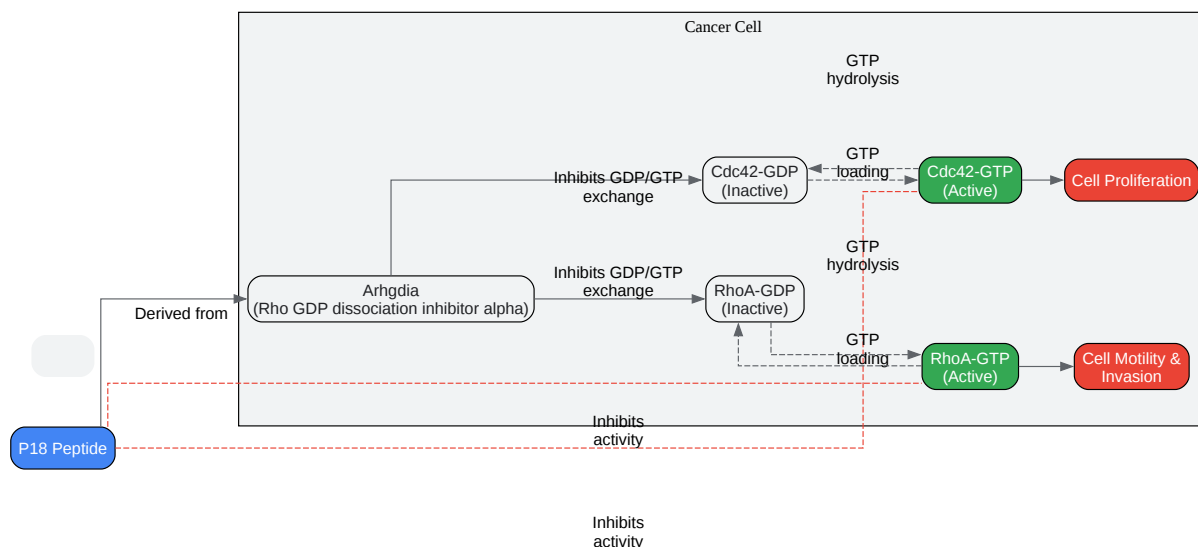 Cancer Cell
GTP
hydrolysis
Cdc42-GDP
(Inactive)
GTP
loading
Cdc42-GTP
(Active)
Cell Proliferation
Inhibits GDP/GTP
exchange
GTP
hydrolysis
Arhgdia
(Rho GDP dissociation inhibitor alpha)
Inhibits GDP/GTP
exchange
RhoA-GDP
(Inactive)
Derived from
GTP
loading
RhoA-GTP
(Active)
Cell Motility &
Invasion
P18 Peptide
Inhibits
activity
Inhibits
activity